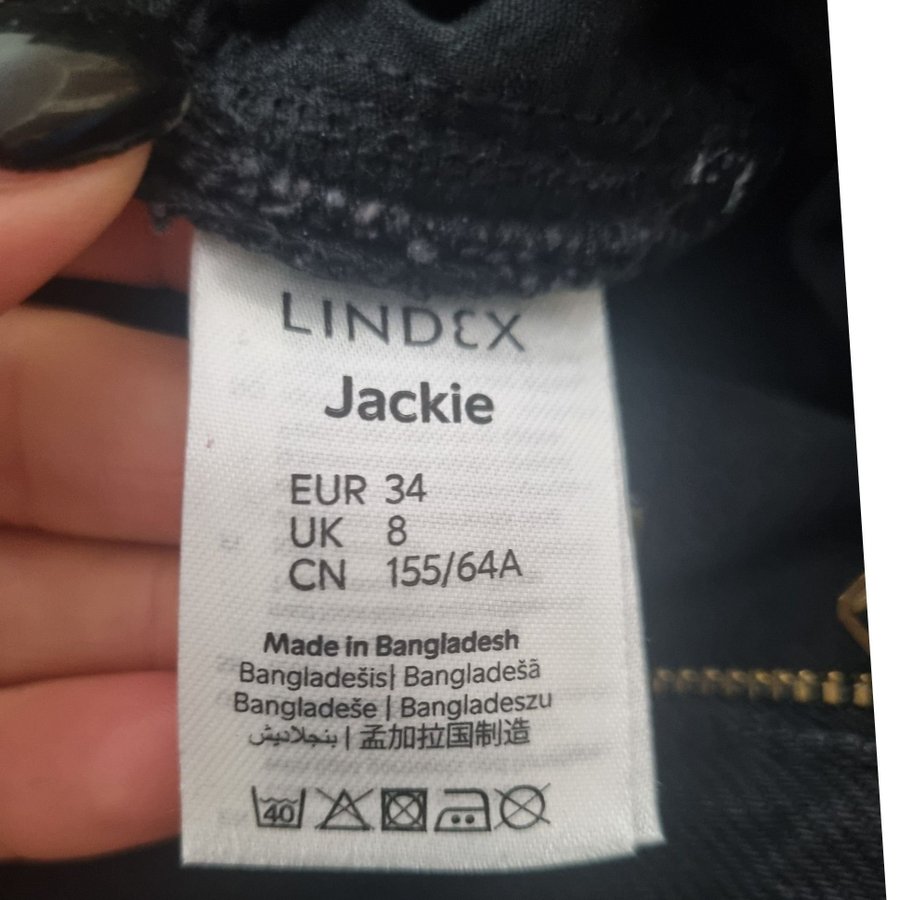 LINDEX
Jackie
EUR 34
UK 8
CN 155/64A
Made in Bangladesh
Bangladešis| Bangladešā
Bangladeše | Bangladeszu
بنجلاديش | 孟加拉国制造
40